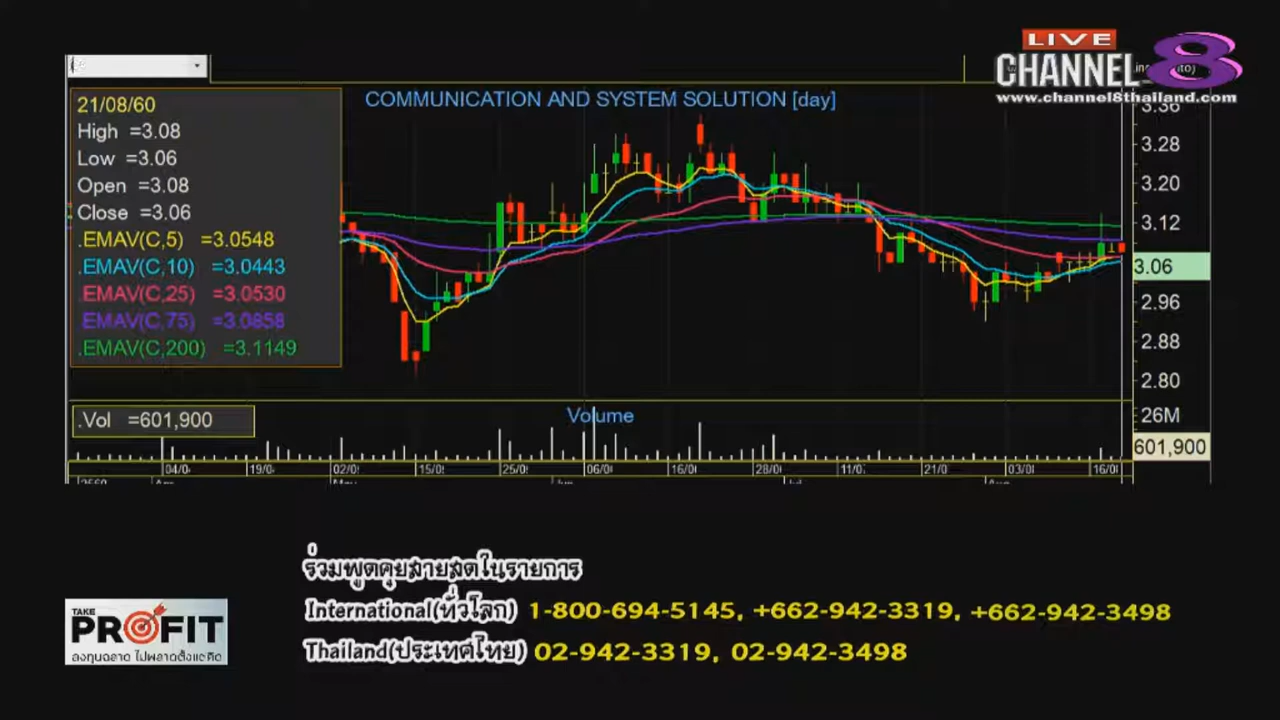 LIVE
CHANNEL 8
www.channel8thailand.com
COMMUNICATION AND SYSTEM SOLUTION [day]
21/08/60
High =3.08
Low =3.06
Open =3.08
Close =3.06
.EMAV(C,5) =3.0548
.EMAV(C,10) =3.0443
.EMAV(C,25) =3.0530
.EMAV(C,75) =3.0858
.EMAV(C,200) =3.1149
3.36
3.28
3.20
3.12
3.06
2.96
2.88
2.80
.Vol =601,900
Volume
26M
601,900
04/0 19/0 02/0 15/0 25/0 06/0 16/0 28/0 11/0 21/0 03/0 16/0
ร่วมพูดคุยสายสดในรายการ
International(ทั่วโลก) 1-800-694-5145, +662-942-3319, +662-942-3498
Thailand(ประเทศไทย) 02-942-3319, 02-942-3498
TAKE
PROFIT
ลงทุนฉลาด ไม่พลาดตั้งแต่คิด